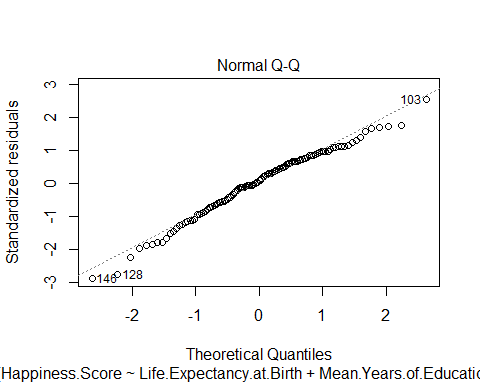 Normal Q-Q
Standardized residuals
3
2
1
0
-1
-2
-3
103
146
128
-2 -1 0 1 2
Theoretical Quantiles
(Happiness.Score ~ Life.Expectancy.at.Birth + Mean.Years.of.Educatio